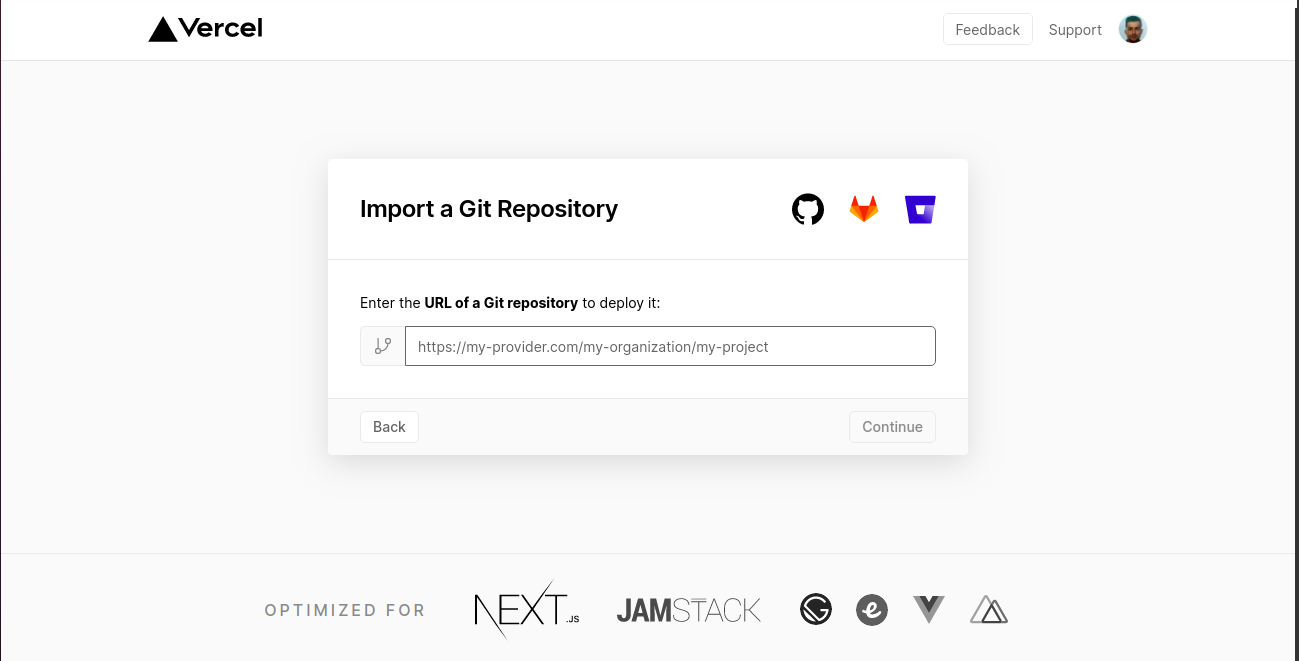 Vercel
Feedback
Support
Import a Git Repository
Enter the URL of a Git repository to deploy it:
https://my-provider.com/my-organization/my-project
Back
Continue
OPTIMIZED FOR
NEXT.JS
JAMSTACK